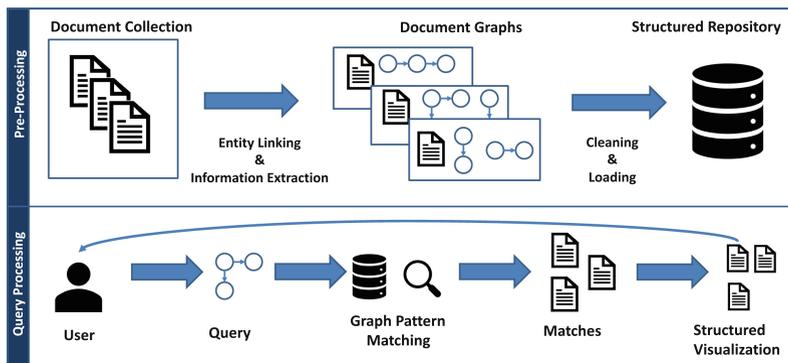 Pre-Processing
Document Collection
Document Graphs
Structured Repository
Entity Linking
&
Information Extraction
Cleaning
&
Loading
Query Processing
User
Query
Graph Pattern
Matching
Matches
Structured
Visualization